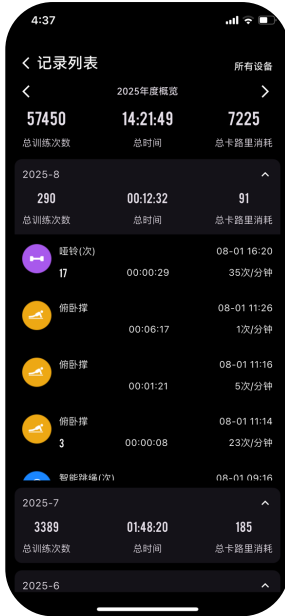 4:37
记录列表
所有设备
2025年度概览
57450 14:21:49 7225
总训练次数 总时间 总卡路里消耗
2025-8
290 00:12:32 91
总训练次数 总时间 总卡路里消耗
哑铃(次) 08-01 16:20
17 00:00:29 35次/分钟
俯卧撑 08-01 11:26
00:06:17 1次/分钟
俯卧撑 08-01 11:16
00:01:21 5次/分钟
俯卧撑 08-01 11:14
3 00:00:08 23次/分钟
智能跳绳(次) 08-01 09:16
2025-7
3389 01:48:20 185
总训练次数 总时间 总卡路里消耗
2025-6